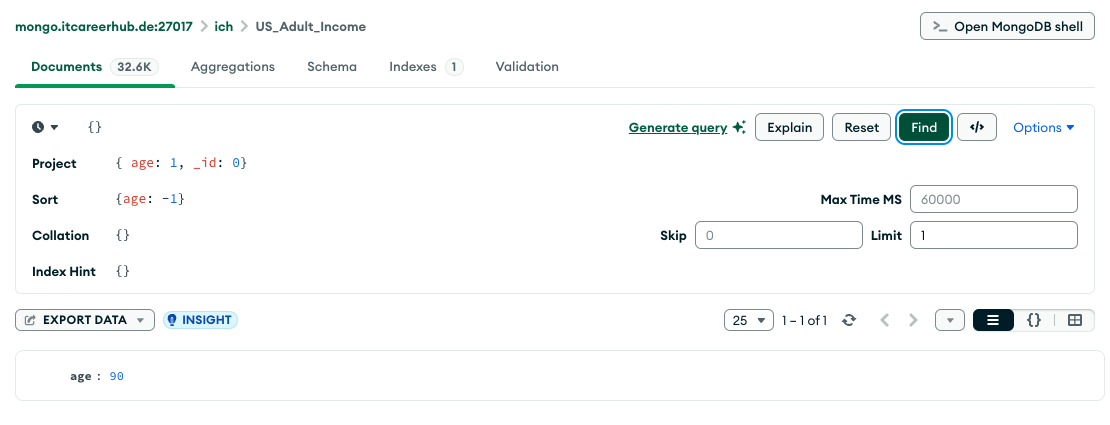 mongo.itcareerhub.de:27017 > ich > US_Adult_Income
>_ Open MongoDB shell
Documents 32.6K Aggregations Schema Indexes 1 Validation
{} Generate query Explain Reset Find </> Options
Project { age: 1, _id: 0}
Sort {age: -1} Max Time MS 60000
Collation {} Skip 0 Limit 1
Index Hint {}
EXPORT DATA INSIGHT 25 1 – 1 of 1 {}
age : 90